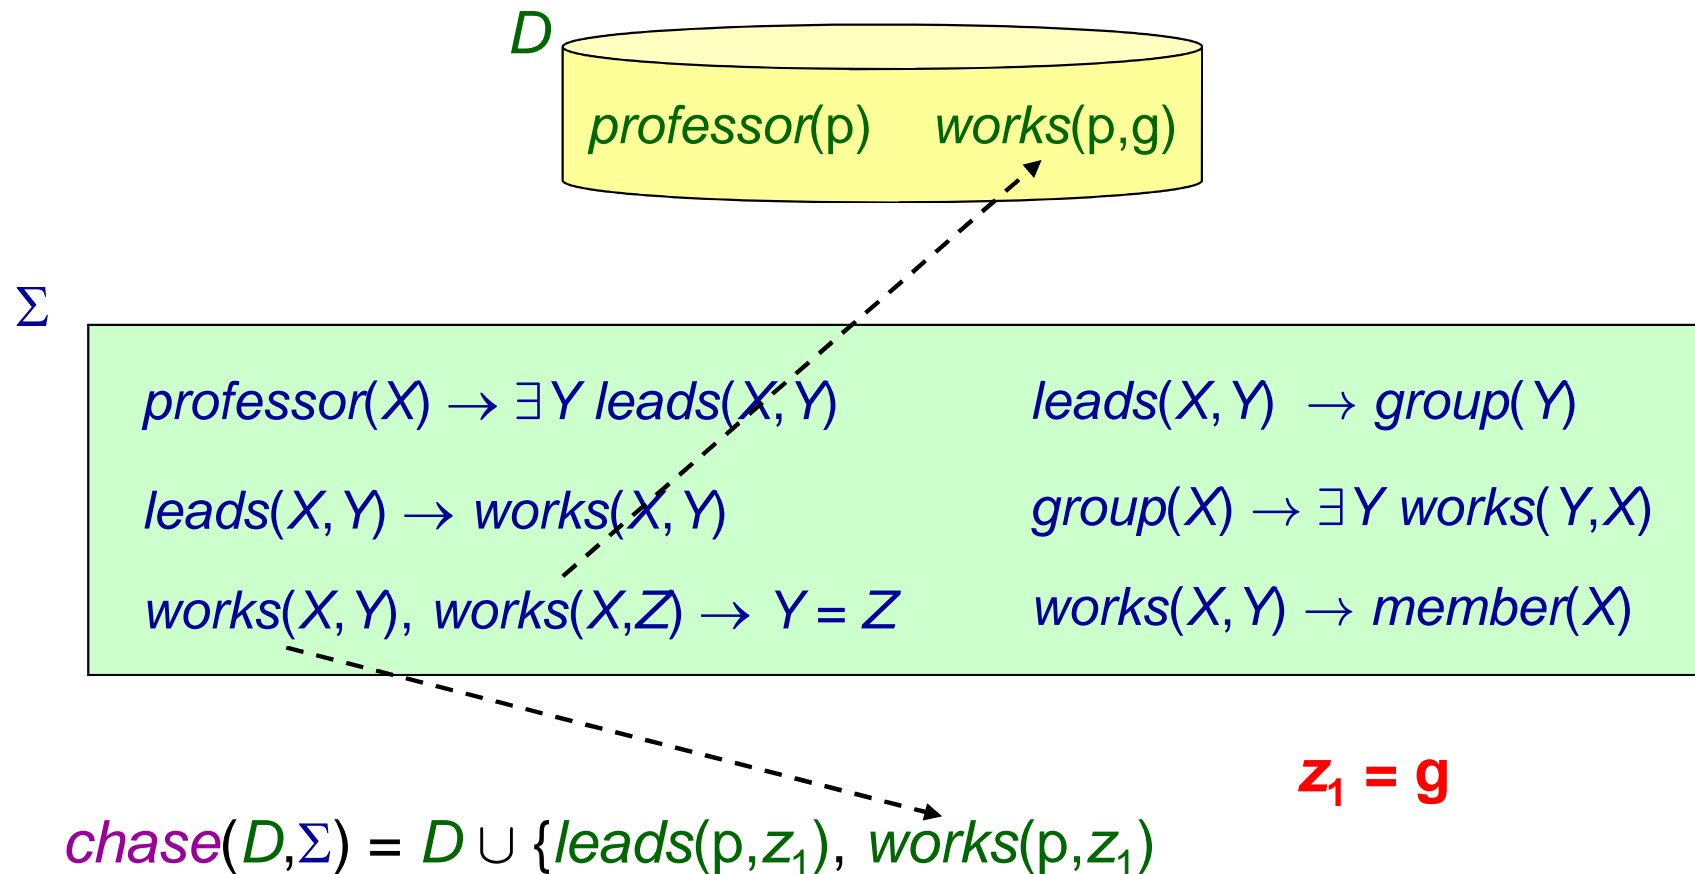 D
professor(p) works(p,g)
Σ
professor(X) → ∃Y leads(X,Y) leads(X,Y) → group(Y)
leads(X,Y) → works(X,Y) group(X) → ∃Y works(Y,X)
works(X,Y), works(X,Z) → Y = Z works(X,Y) → member(X)
z₁ = g
chase(D,Σ) = D ∪ {leads(p,z₁), works(p,z₁)